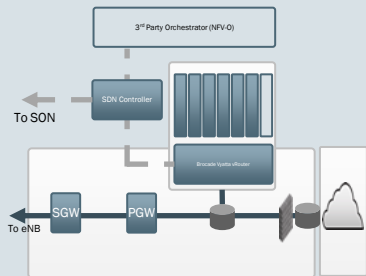 3rd Party Orchestrator (NFV-O)
SDN Controller
To SON
Brocade Vyatta vRouter
SGW
PGW
To eNB